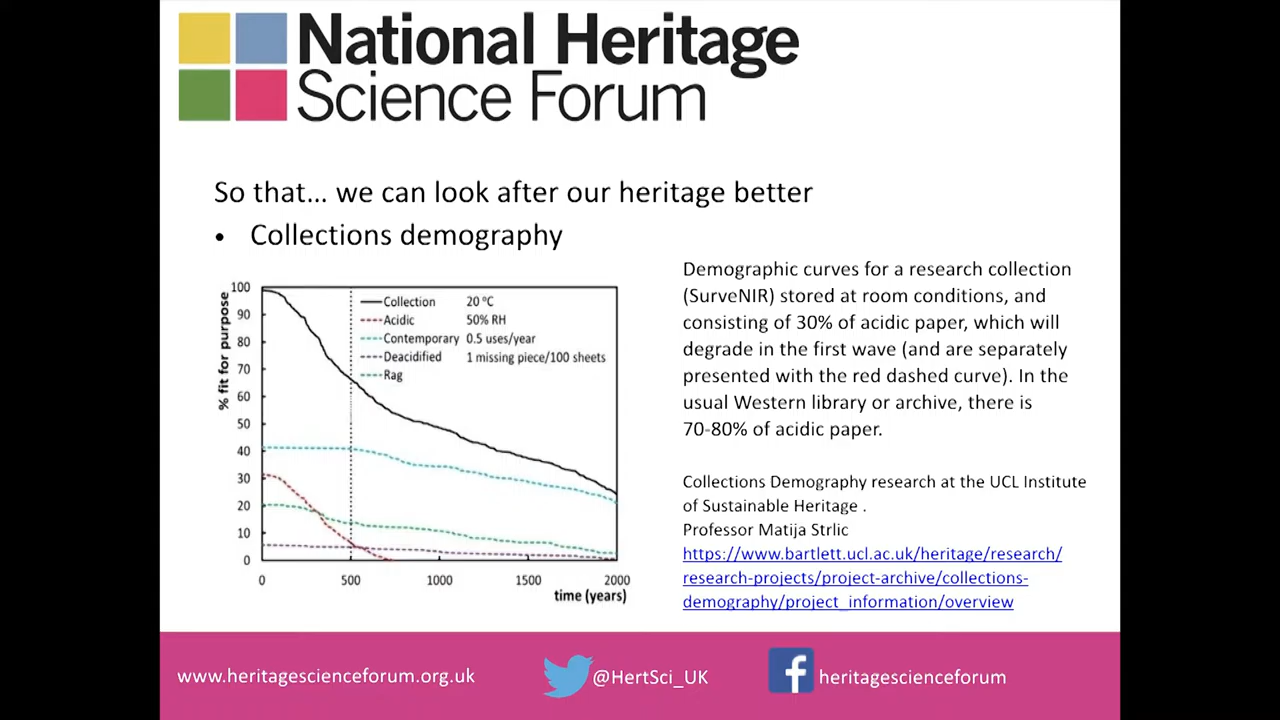 National Heritage
Science Forum
So that... we can look after our heritage better
• Collections demography
Demographic curves for a research collection
(SurveNIR) stored at room conditions, and
consisting of 30% of acidic paper, which will
degrade in the first wave (and are separately
presented with the red dashed curve). In the
usual Western library or archive, there is
70-80% of acidic paper.
Collections Demography research at the UCL Institute
of Sustainable Heritage .
Professor Matija Strlic
https://www.bartlett.ucl.ac.uk/heritage/research/
research-projects/project-archive/collections-
demography/project_information/overview
% fit for purpose
100
90
80
70
60
50
40
30
20
10
0
Collection 20 °C
Acidic 50% RH
Contemporary 0.5 uses/year
Deacidified 1 missing piece/100 sheets
Rag
0 500 1000 1500 2000
time (years)
www.heritagescienceforum.org.uk @HertSci_UK heritagescienceforum